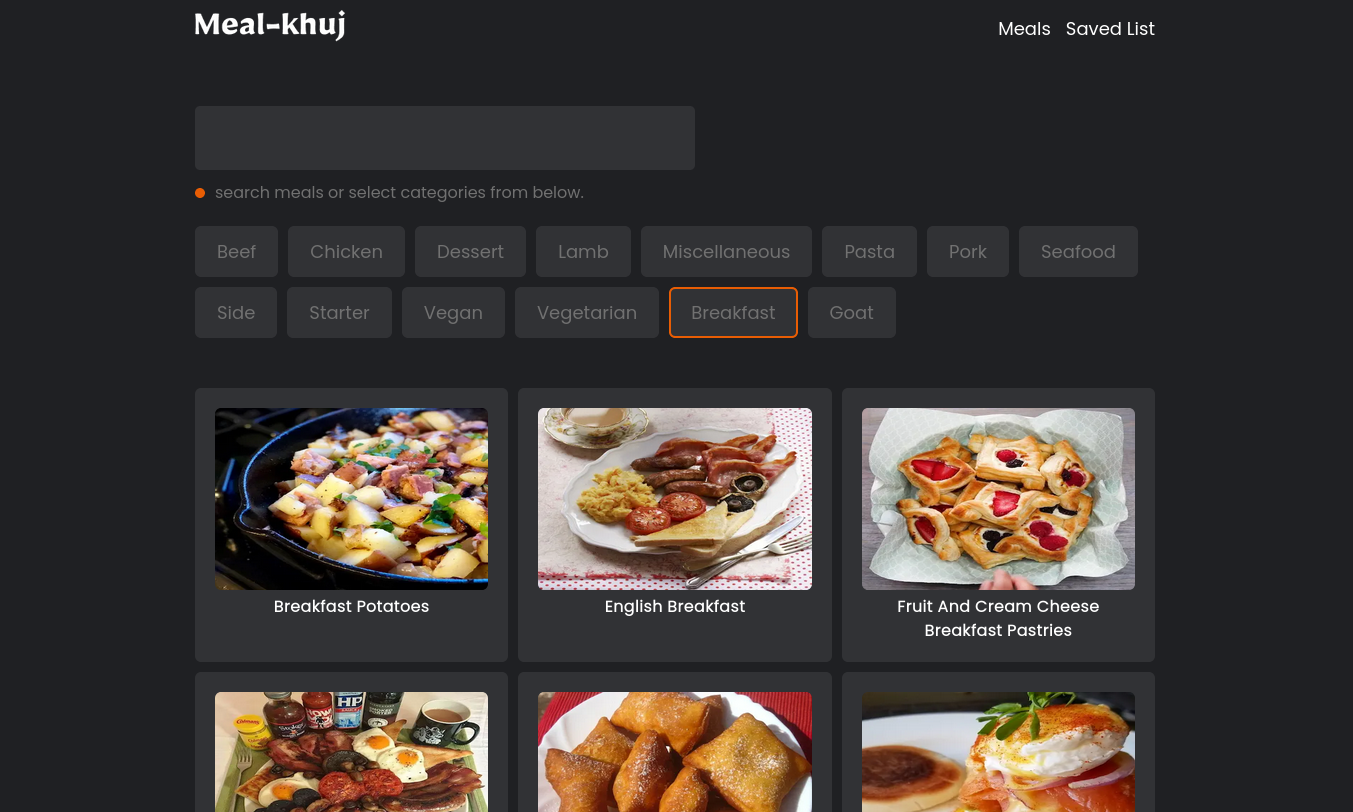 Meal-khuj
Meals Saved List
search meals or select categories from below.
Beef Chicken Dessert Lamb Miscellaneous Pasta Pork Seafood
Side Starter Vegan Vegetarian Breakfast Goat
Breakfast Potatoes
English Breakfast
Fruit And Cream Cheese
Breakfast Pastries
HP